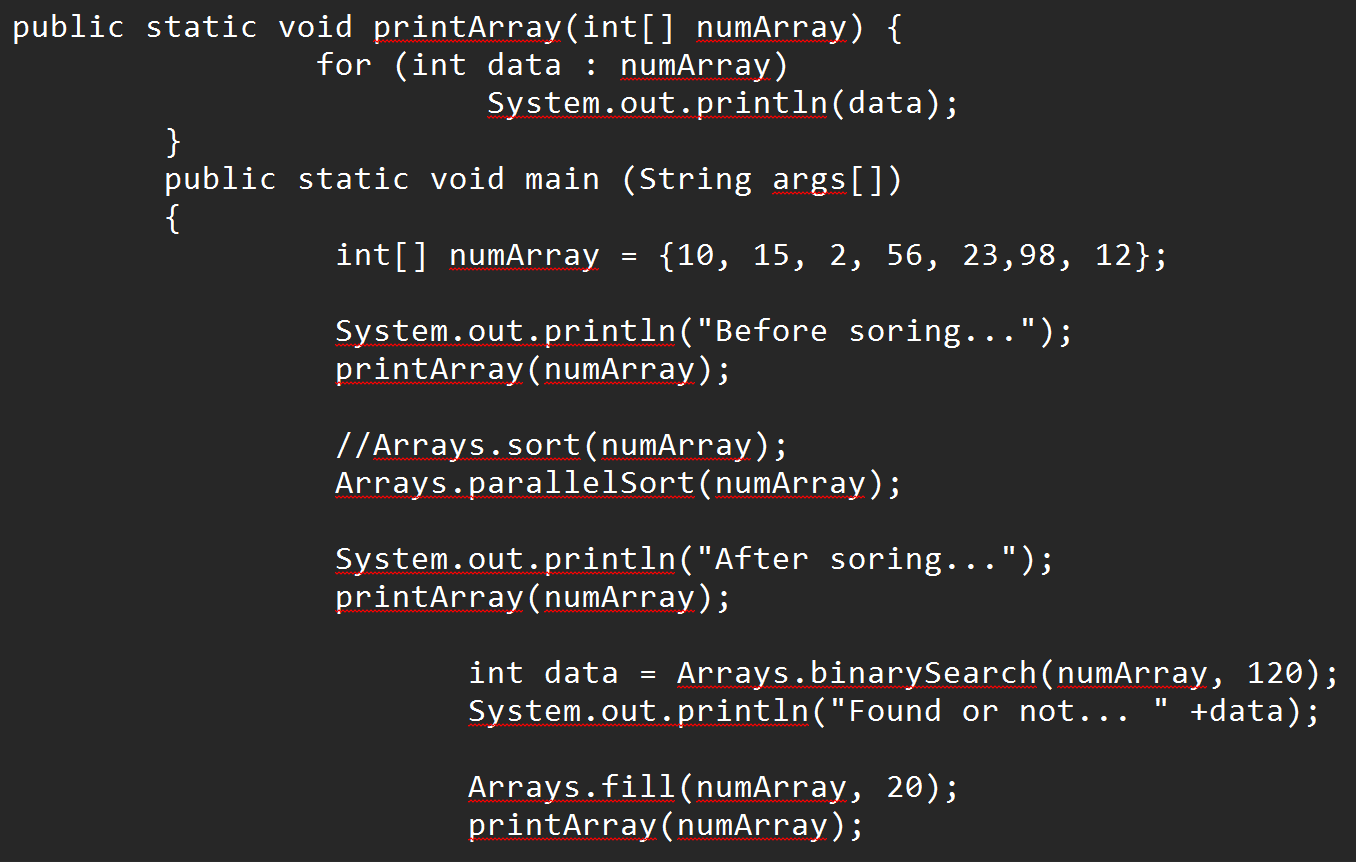 public static void printArray(int[] numArray) {
for (int data : numArray)
System.out.println(data);
}
public static void main (String args[])
{
int[] numArray = {10, 15, 2, 56, 23,98, 12};
System.out.println("Before soring...");
printArray(numArray);
//Arrays.sort(numArray);
Arrays.parallelSort(numArray);
System.out.println("After soring...");
printArray(numArray);
int data = Arrays.binarySearch(numArray, 120);
System.out.println("Found or not... " +data);
Arrays.fill(numArray, 20);
printArray(numArray);